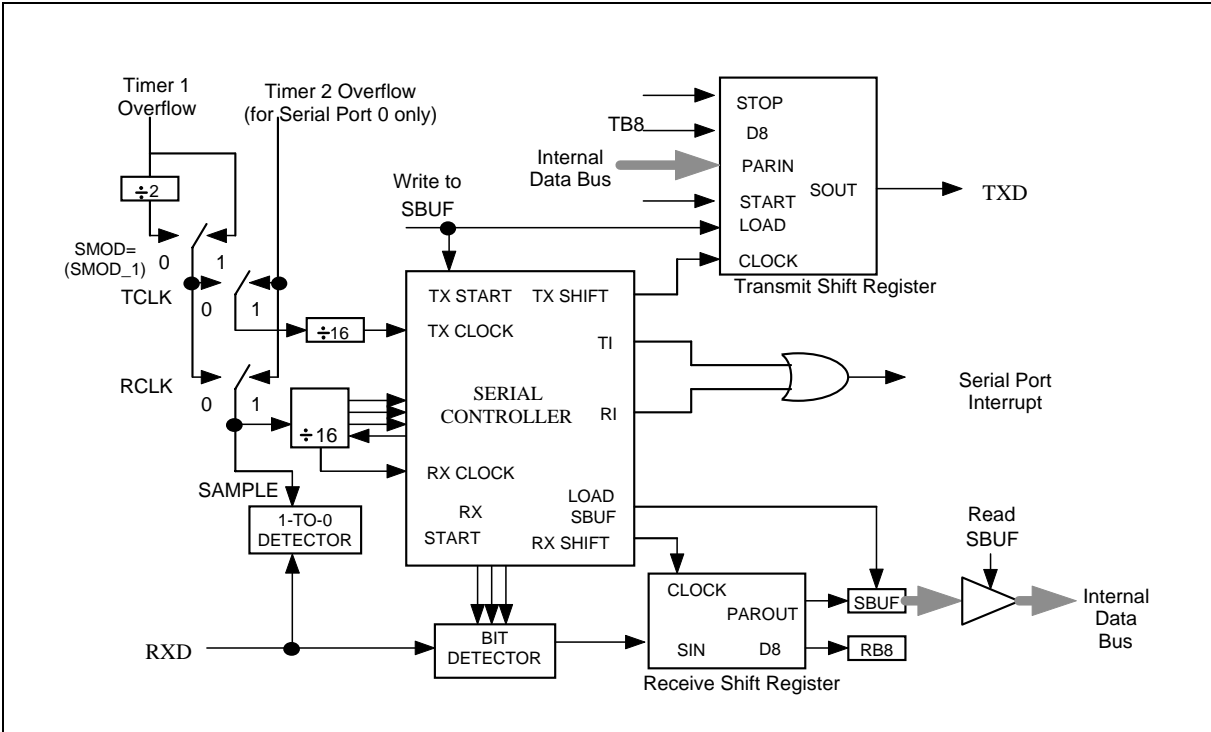 Timer 1
Overflow
Timer 2 Overflow
(for Serial Port 0 only)
÷2
SMOD=
(SMOD_1)
0
1
TCLK
0
1
÷16
RCLK
0
1
÷16
SAMPLE
1-TO-0
DETECTOR
RXD
Write to
SBUF
TX START
TX SHIFT
TX CLOCK
TI
SERIAL
CONTROLLER
RI
RX CLOCK
LOAD
SBUF
RX
START
RX SHIFT
BIT
DETECTOR
TB8
Internal
Data Bus
STOP
D8
PARIN
SOUT
START
LOAD
CLOCK
Transmit Shift Register
TXD
Serial Port
Interrupt
CLOCK
PAROUT
SIN
D8
Receive Shift Register
SBUF
RB8
Read
SBUF
Internal
Data
Bus